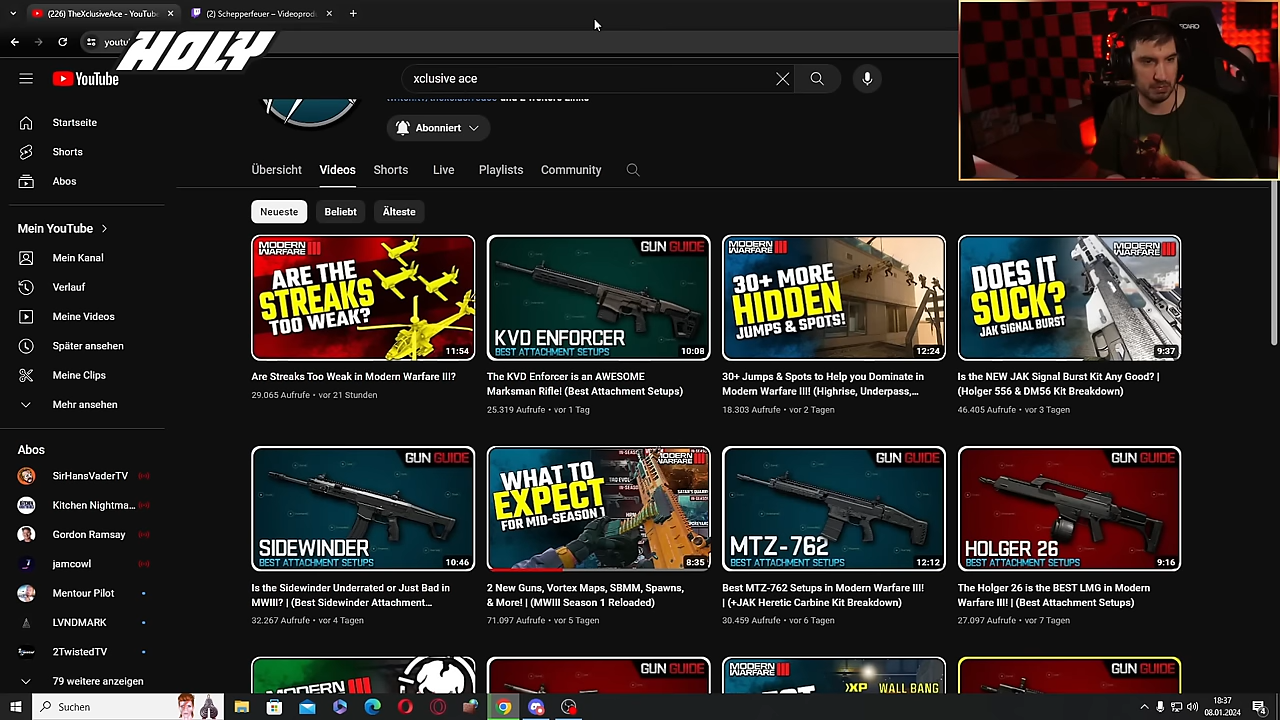 (226) TheXclusiveAce - YouTube
(2) Schepperfeuer – Videoprod
HOLY
youtu
YouTube
xclusive ace
und 2 weitere Links
Abonniert
Startseite
Shorts
Abos
Mein YouTube
Mein Kanal
Verlauf
Meine Videos
Später ansehen
Meine Clips
Mehr ansehen
Abos
SirHansVaderTV
Kitchen Nightma...
Gordon Ramsay
jamcowl
Mentour Pilot
LVNDMARK
2TwistedTV
79 weitere anzeigen
Übersicht
Videos
Shorts
Live
Playlists
Community
Neueste
Beliebt
Älteste
MODERN WARFARE III
ARE THE
STREAKS
TOO WEAK?
11:54
Are Streaks Too Weak in Modern Warfare III?
29.065 Aufrufe • vor 21 Stunden
GUN GUIDE
KVD ENFORCER
BEST ATTACHMENT SETUPS
10:08
The KVD Enforcer is an AWESOME
Marksman Rifle! (Best Attachment Setups)
25.319 Aufrufe • vor 1 Tag
MODERN WARFARE III
30+ MORE
HIDDEN
JUMPS & SPOTS!
12:24
30+ Jumps & Spots to Help you Dominate in
Modern Warfare III! (Highrise, Underpass,...
18.303 Aufrufe • vor 2 Tagen
MODERN WARFARE III
DOES IT
SUCK?
JAK SIGNAL BURST
9:37
Is the NEW JAK Signal Burst Kit Any Good? |
(Holger 556 & DM56 Kit Breakdown)
46.405 Aufrufe • vor 3 Tagen
GUN GUIDE
SIDEWINDER
BEST ATTACHMENT SETUPS
10:46
Is the Sidewinder Underrated or Just Bad in
MWIII? | (Best Sidewinder Attachment...
32.267 Aufrufe • vor 4 Tagen
WHAT TO
EXPECT
FOR MID-SEASON 1
8:35
2 New Guns, Vortex Maps, SBMM, Spawns,
& More! | (MWIII Season 1 Reloaded)
71.097 Aufrufe • vor 5 Tagen
GUN GUIDE
MTZ-762
BEST ATTACHMENT SETUPS
12:12
Best MTZ-762 Setups in Modern Warfare III!
| (+JAK Heretic Carbine Kit Breakdown)
30.459 Aufrufe • vor 6 Tagen
GUN GUIDE
HOLGER 26
BEST ATTACHMENT SETUPS
9:16
The Holger 26 is the BEST LMG in Modern
Warfare III! | (Best Attachment Setups)
27.097 Aufrufe • vor 7 Tagen
MODERN
GUN GUIDE
MODERN WARFARE III
XP
WALL BANG
GUN GUIDE
Suchen
18:37
08.01.2024